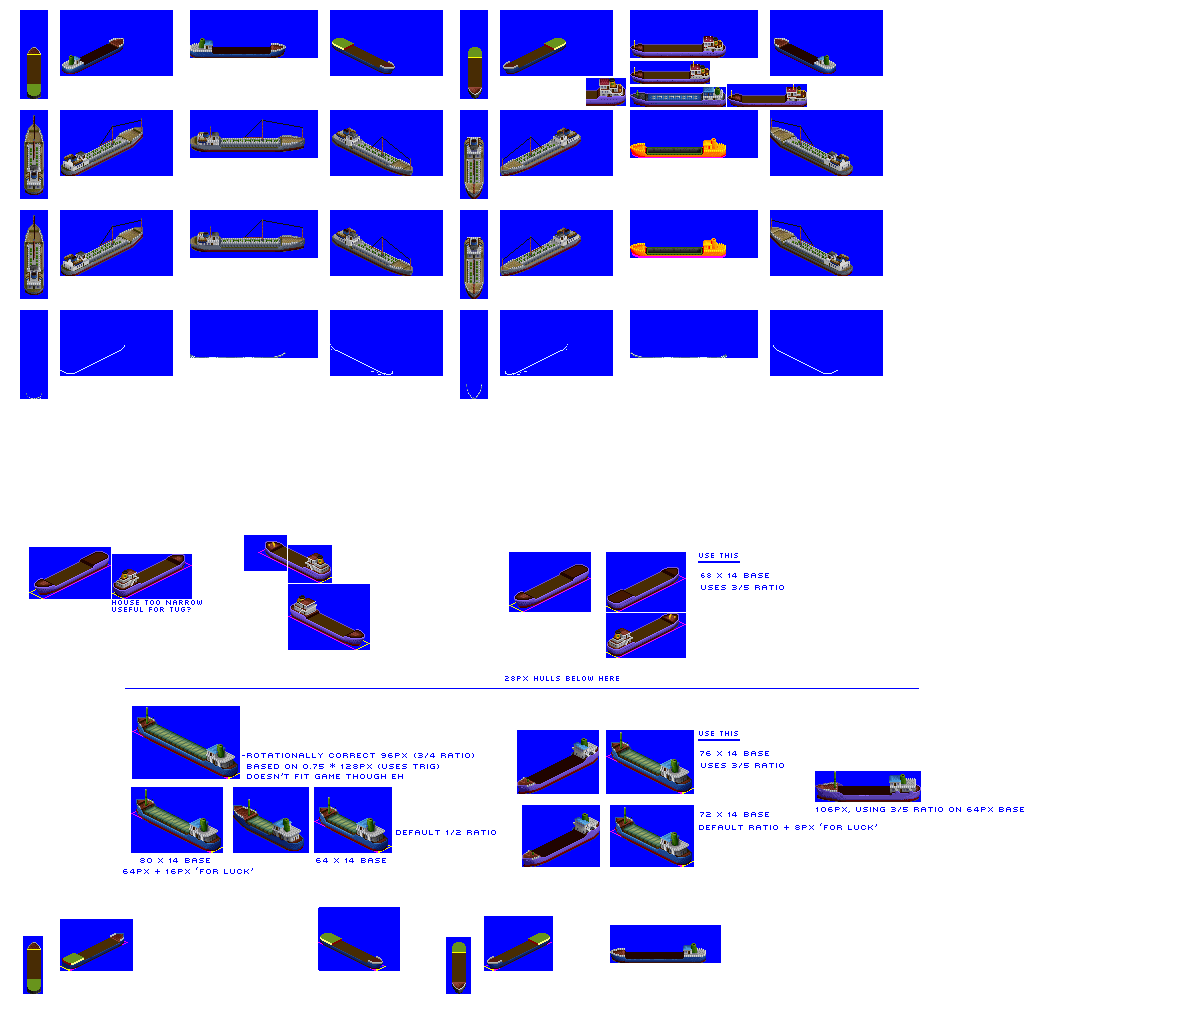 USE THIS
68 X 14 BASE
USES 3/5 RATIO
HOUSE TOO NARROW
USEFUL FOR TUG?
28PX HULLS BELOW HERE
USE THIS
-ROTATIONALLY CORRECT 96PX (3/4 RATIO)
BASED ON 0.75 * 128PX (USES TRIG)
DOESN'T FIT GAME THOUGH EH
76 X 14 BASE
USES 3/5 RATIO
106PX, USING 3/5 RATIO ON 64PX BASE
72 X 14 BASE
DEFAULT RATIO + 8PX 'FOR LUCK'
DEFAULT 1/2 RATIO
80 X 14 BASE
64 X 14 BASE
64PX + 16PX 'FOR LUCK'